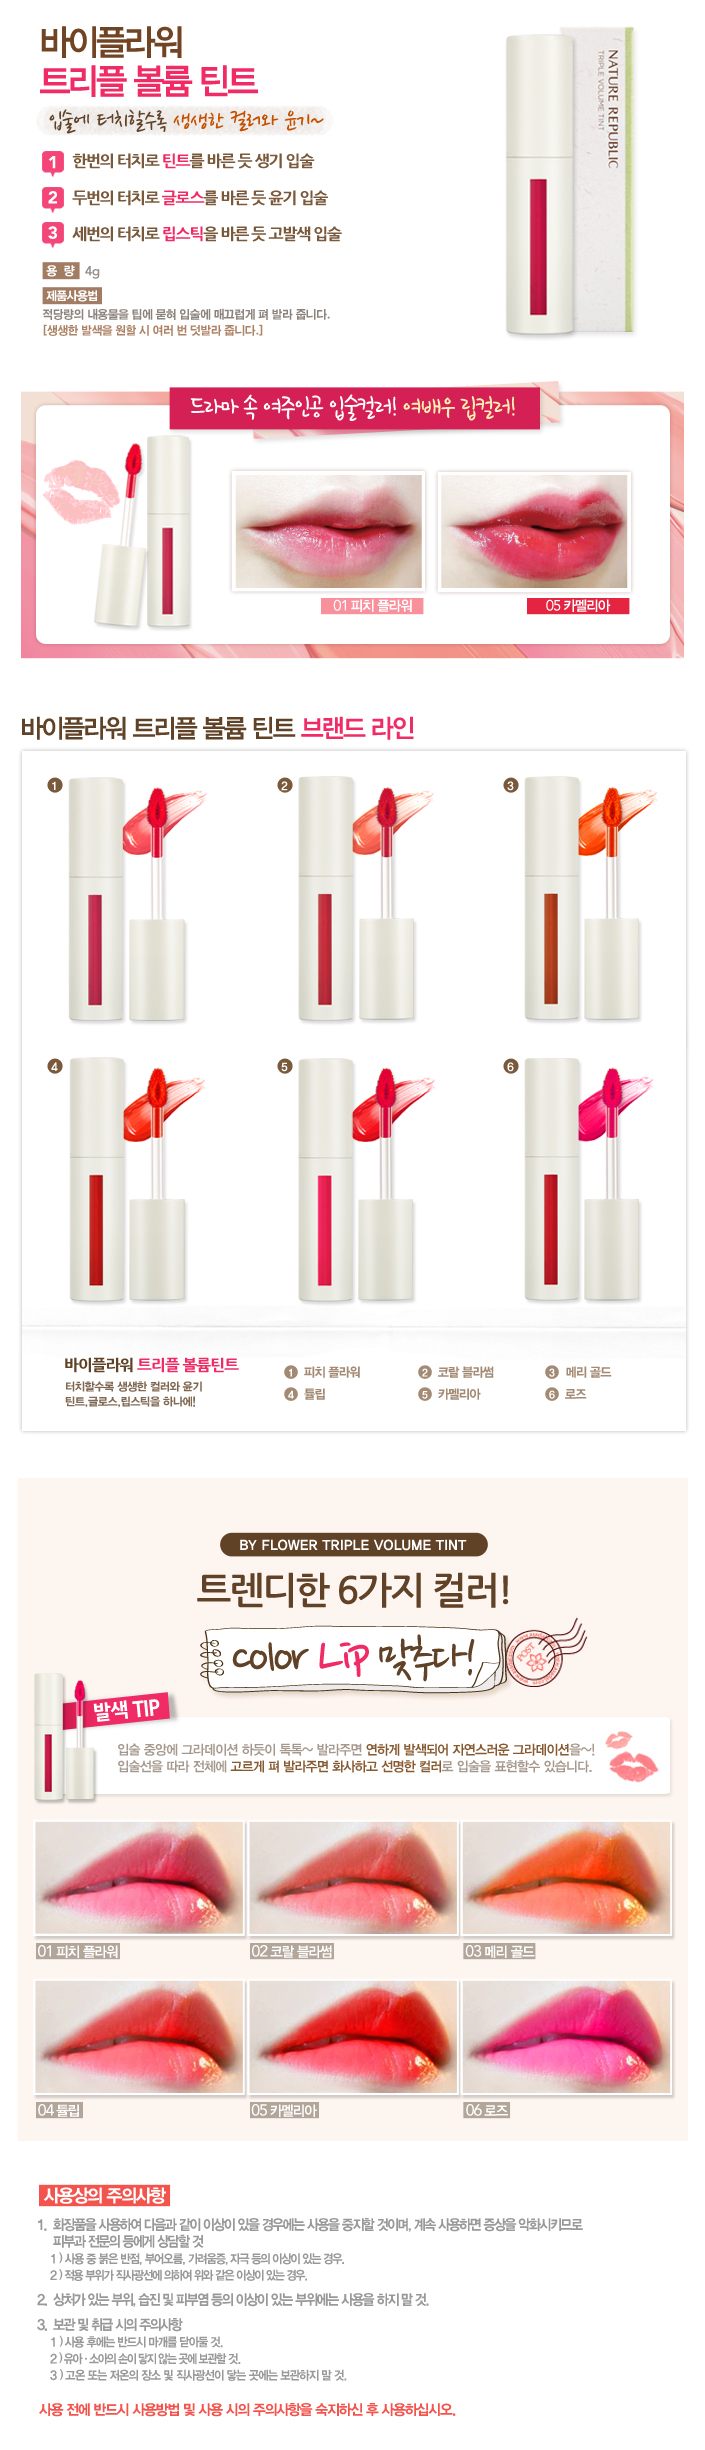 바이플라워
트리플 볼륨 틴트
입술에 터치할수록 생생한 컬러와 윤기~
1 한번의 터치로 틴트를 바른 듯 생기 입술
2 두번의 터치로 글로스를 바른 듯 윤기 입술
3 세번의 터치로 립스틱을 바른 듯 고발색 입술
용 량 4g
제품사용법
적당량의 내용물을 팁에 묻혀 입술에 매끄럽게 펴 발라 줍니다.
[생생한 발색을 원할 시 여러 번 덧발라 줍니다.]
NATURE REPUBLIC
TRIPLE VOLUME TINT
드라마 속 여주인공 입술컬러! 여배우 립컬러!
01 피치 플라워
05 카멜리아
바이플라워 트리플 볼륨 틴트 브랜드 라인
1
2
3
4
5
6
바이플라워 트리플 볼륨틴트
터치할수록 생생한 컬러와 윤기
틴트,글로스,립스틱을 하나에!
1 피치 플라워
2 코랄 블라썸
3 메리 골드
4 튤립
5 카멜리아
6 로즈
BY FLOWER TRIPLE VOLUME TINT
트렌디한 6가지 컬러!
color Lip 맞추다!
POST
발색 TIP
입술 중앙에 그라데이션 하듯이 톡톡~ 발라주면 연하게 발색되어 자연스러운 그라데이션을~!
입술선을 따라 전체에 고르게 펴 발라주면 화사하고 선명한 컬러로 입술을 표현할수 있습니다.
01 피치 플라워
02 코랄 블라썸
03 메리 골드
04 튤립
05 카멜리아
06 로즈
사용상의 주의사항
1. 화장품을 사용하여 다음과 같이 이상이 있을 경우에는 사용을 중지할 것이며, 계속 사용하면 증상을 악화시키므로
피부과 전문의 등에게 상담할 것
1 ) 사용 중 붉은 반점, 부어오름, 가려움증, 자극 등의 이상이 있는 경우.
2 ) 적용 부위가 직사광선에 의하여 위와 같은 이상이 있는 경우.
2. 상처가 있는 부위, 습진 및 피부염 등의 이상이 있는 부위에는 사용을 하지 말 것.
3. 보관 및 취급 시의 주의사항
1 ) 사용 후에는 반드시 마개를 닫아둘 것.
2 ) 유아 · 소아의 손이 닿지 않는 곳에 보관할 것.
3 ) 고온 또는 저온의 장소 및 직사광선이 닿는 곳에는 보관하지 말 것.
사용 전에 반드시 사용방법 및 사용 시의 주의사항을 숙지하신 후 사용하십시오.